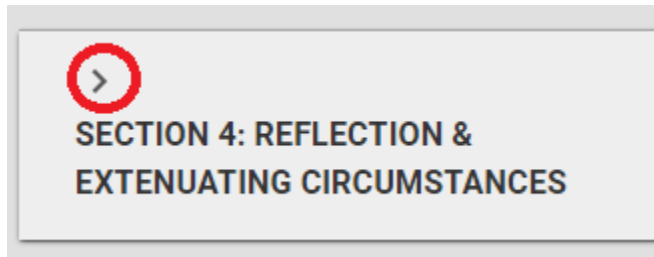 SECTION 4: REFLECTION &
EXTENUATING CIRCUMSTANCES